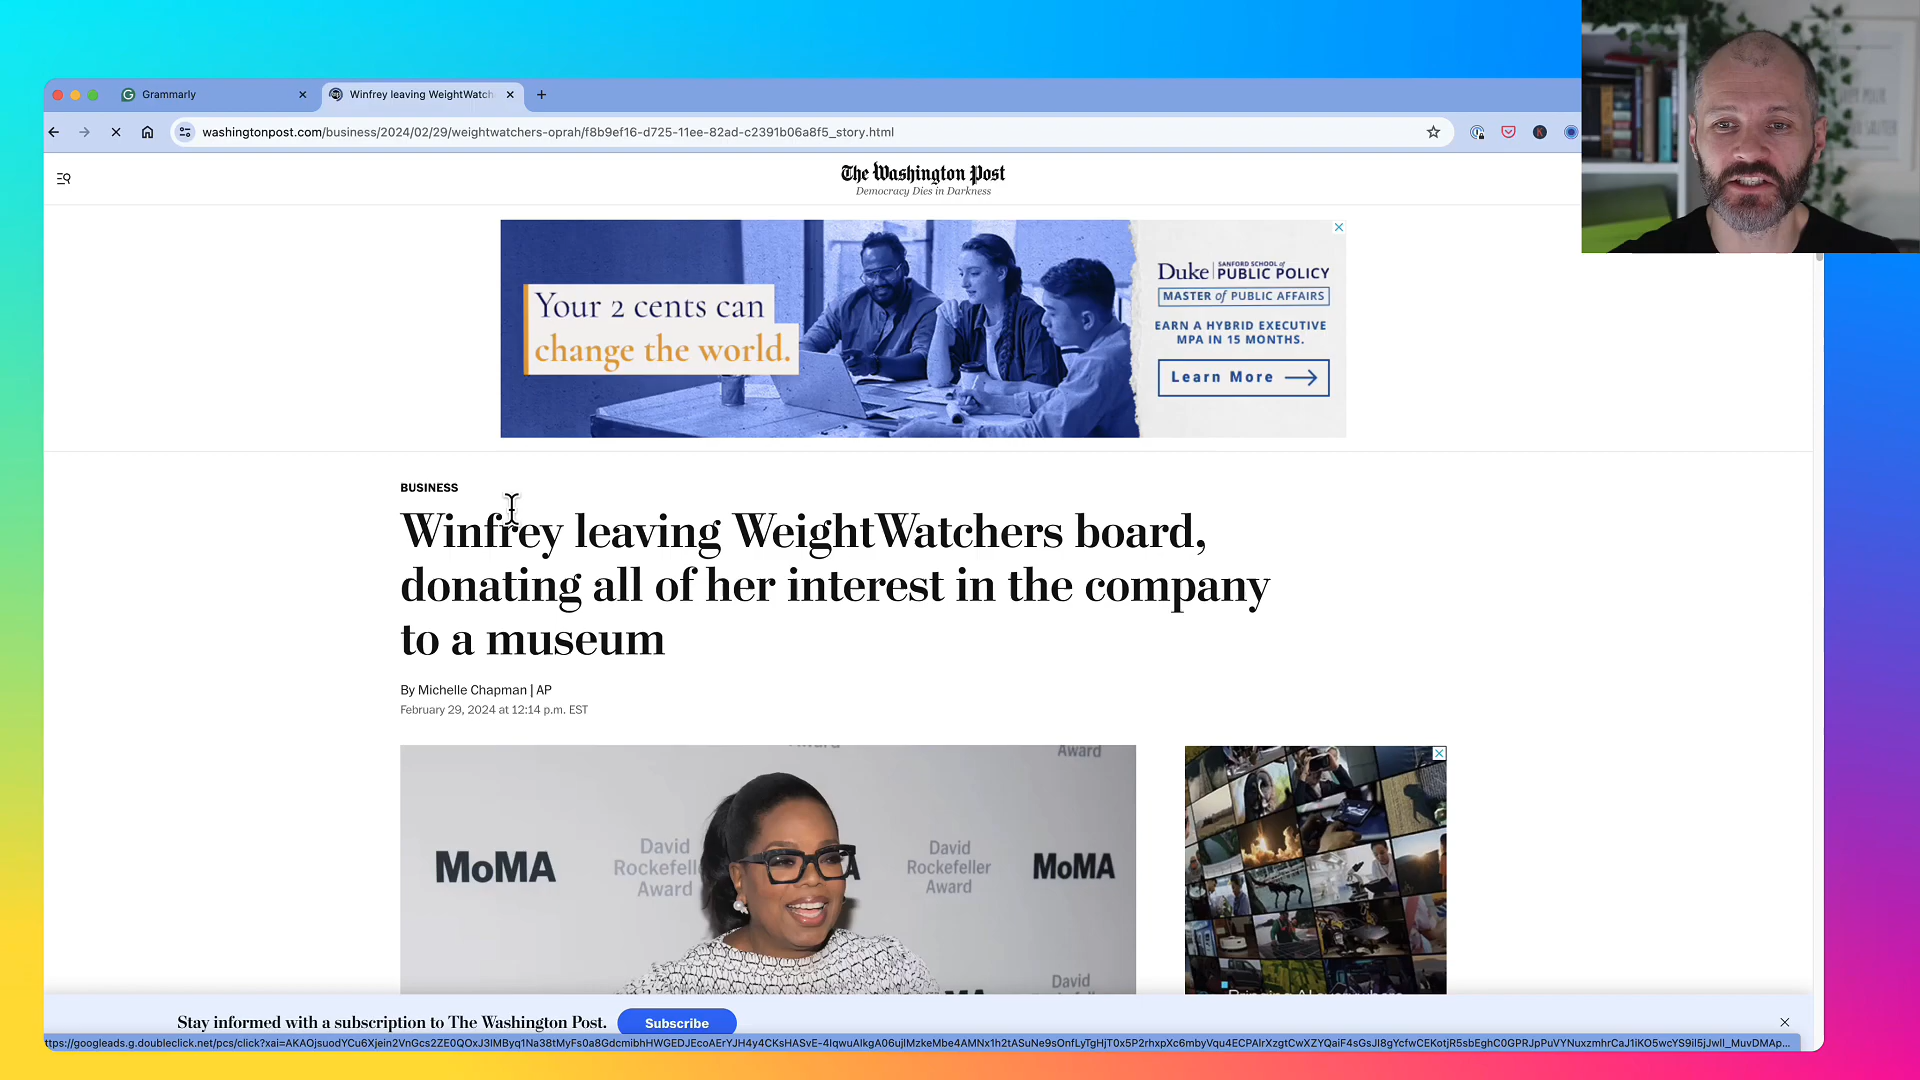 Grammarly
Winfrey leaving WeightWatch
washingtonpost.com/business/2024/02/29/weightwatchers-oprah/f8b9ef16-d725-11ee-82ad-c2391b06a8f5_story.html
The Washington Post
Democracy Dies in Darkness
Your 2 cents can
change the world.
Duke SANFORD SCHOOL of
PUBLIC POLICY
MASTER of PUBLIC AFFAIRS
EARN A HYBRID EXECUTIVE
MPA IN 15 MONTHS.
Learn More
BUSINESS
Winfrey leaving WeightWatchers board,
donating all of her interest in the company
to a museum
By Michelle Chapman | AP
February 29, 2024 at 12:14 p.m. EST
Award
MoMA
David
Rockefell
Award
David
Rockefeller
Award
MoMA
David
Stay informed with a subscription to The Washington Post.
Subscribe